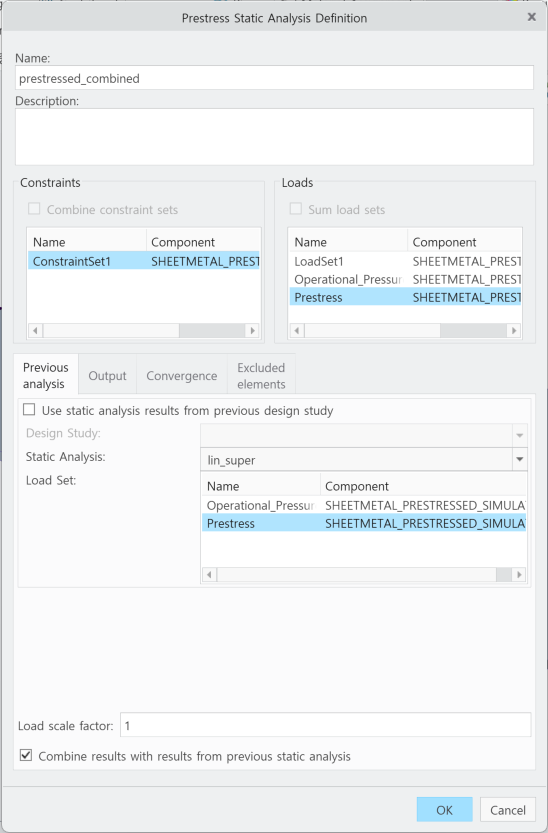 Prestress Static Analysis Definition
Name:
prestressed_combined
Description:
Constraints
Combine constraint sets
Name Component
ConstraintSet1 SHEETMETAL_PREST
Loads
Sum load sets
Name Component
LoadSet1 SHEETMETAL_PREST
Operational_Pressur SHEETMETAL_PREST
Prestress SHEETMETAL_PREST
Previous analysis Output Convergence Excluded elements
Use static analysis results from previous design study
Design Study:
Static Analysis: lin_super
Load Set:
Name Component
Operational_Pressur SHEETMETAL_PRESTRESSED_SIMULA
Prestress SHEETMETAL_PRESTRESSED_SIMULA
Load scale factor: 1
Combine results with results from previous static analysis
OK Cancel